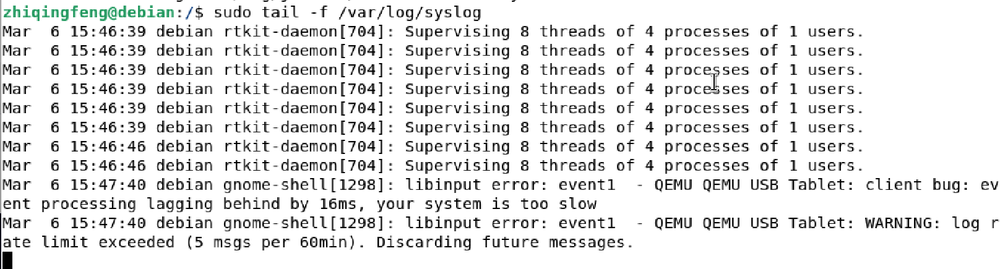 zhiqingfeng@debian:/$ sudo tail -f /var/log/syslog
Mar  6 15:46:39 debian rtkit-daemon[704]: Supervising 8 threads of 4 processes of 1 users.
Mar  6 15:46:39 debian rtkit-daemon[704]: Supervising 8 threads of 4 processes of 1 users.
Mar  6 15:46:39 debian rtkit-daemon[704]: Supervising 8 threads of 4 processes of 1 users.
Mar  6 15:46:39 debian rtkit-daemon[704]: Supervising 8 threads of 4 processes of 1 users.
Mar  6 15:46:39 debian rtkit-daemon[704]: Supervising 8 threads of 4 processes of 1 users.
Mar  6 15:46:39 debian rtkit-daemon[704]: Supervising 8 threads of 4 processes of 1 users.
Mar  6 15:46:46 debian rtkit-daemon[704]: Supervising 8 threads of 4 processes of 1 users.
Mar  6 15:46:46 debian rtkit-daemon[704]: Supervising 8 threads of 4 processes of 1 users.
Mar  6 15:47:40 debian gnome-shell[1298]: libinput error: event1  - QEMU QEMU USB Tablet: client bug: ev
ent processing lagging behind by 16ms, your system is too slow
Mar  6 15:47:40 debian gnome-shell[1298]: libinput error: event1  - QEMU QEMU USB Tablet: WARNING: log r
ate limit exceeded (5 msgs per 60min). Discarding future messages.